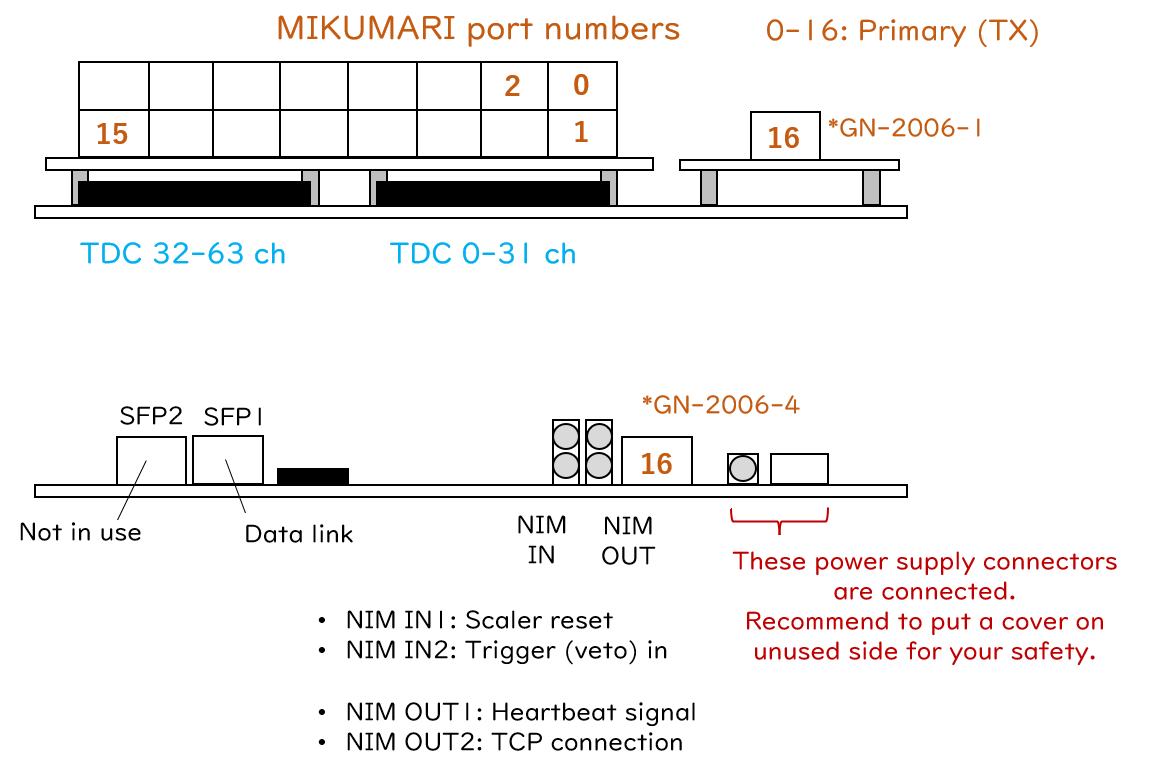 MIKUMARI port numbers
0-16: Primary (TX)
2
0
15
1
16
*GN-2006-1
TDC 32-63 ch
TDC 0-31 ch
*GN-2006-4
SFP2
SFP1
16
Not in use
Data link
NIM
IN
NIM
OUT
These power supply connectors
are connected.
Recommend to put a cover on
unused side for your safety.
• NIM IN1: Scaler reset
• NIM IN2: Trigger (veto) in
• NIM OUT1: Heartbeat signal
• NIM OUT2: TCP connection